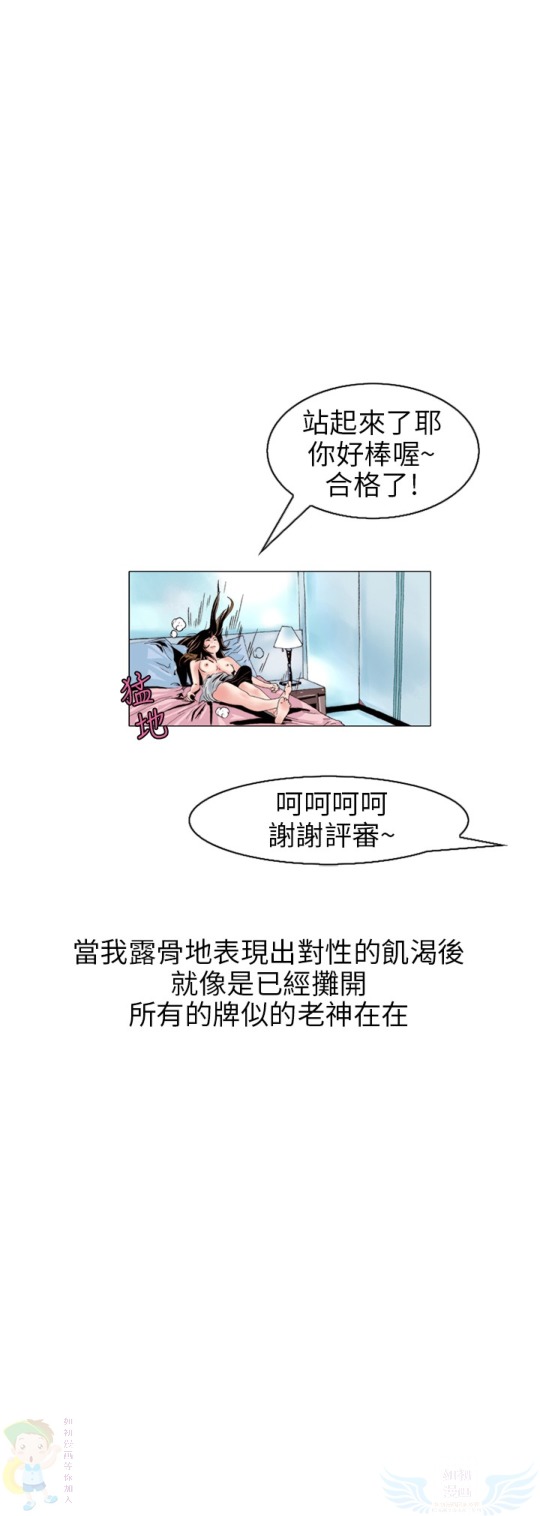 站起來了耶
你好棒喔~
合格了!
猛
地
呵呵呵呵
謝謝評審~
當我露骨地表現出對性的飢渴後
就像是已經攤開
所有的牌似的老神在在